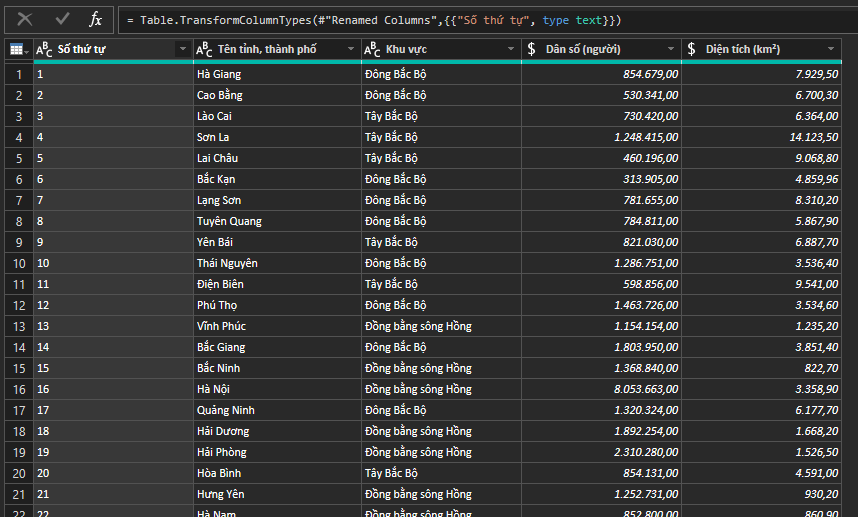 fx = Table.TransformColumnTypes(#"Renamed Columns",{{"Số thứ tự", type text}})
ABC Số thứ tự ABC Tên tỉnh, thành phố ABC Khu vực $ Dân số (người) $ Diện tích (km²)
1 1 Hà Giang Đông Bắc Bộ 854.679,00 7.929,50
2 2 Cao Bằng Đông Bắc Bộ 530.341,00 6.700,30
3 3 Lào Cai Tây Bắc Bộ 730.420,00 6.364,00
4 4 Sơn La Tây Bắc Bộ 1.248.415,00 14.123,50
5 5 Lai Châu Tây Bắc Bộ 460.196,00 9.068,80
6 6 Bắc Kạn Đông Bắc Bộ 313.905,00 4.859,96
7 7 Lạng Sơn Đông Bắc Bộ 781.655,00 8.310,20
8 8 Tuyên Quang Đông Bắc Bộ 784.811,00 5.867,90
9 9 Yên Bái Tây Bắc Bộ 821.030,00 6.887,70
10 10 Thái Nguyên Đông Bắc Bộ 1.286.751,00 3.536,40
11 11 Điện Biên Tây Bắc Bộ 598.856,00 9.541,00
12 12 Phú Thọ Đông Bắc Bộ 1.463.726,00 3.534,60
13 13 Vĩnh Phúc Đồng bằng sông Hồng 1.154.154,00 1.235,20
14 14 Bắc Giang Đông Bắc Bộ 1.803.950,00 3.851,40
15 15 Bắc Ninh Đồng bằng sông Hồng 1.368.840,00 822,70
16 16 Hà Nội Đồng bằng sông Hồng 8.053.663,00 3.358,90
17 17 Quảng Ninh Đông Bắc Bộ 1.320.324,00 6.177,70
18 18 Hải Dương Đồng bằng sông Hồng 1.892.254,00 1.668,20
19 19 Hải Phòng Đồng bằng sông Hồng 2.310.280,00 1.526,50
20 20 Hòa Bình Tây Bắc Bộ 854.131,00 4.591,00
21 21 Hưng Yên Đồng bằng sông Hồng 1.252.731,00 930,20
22 22 Hà Nam Đồng bằng sông Hồng 852.800,00 860,90